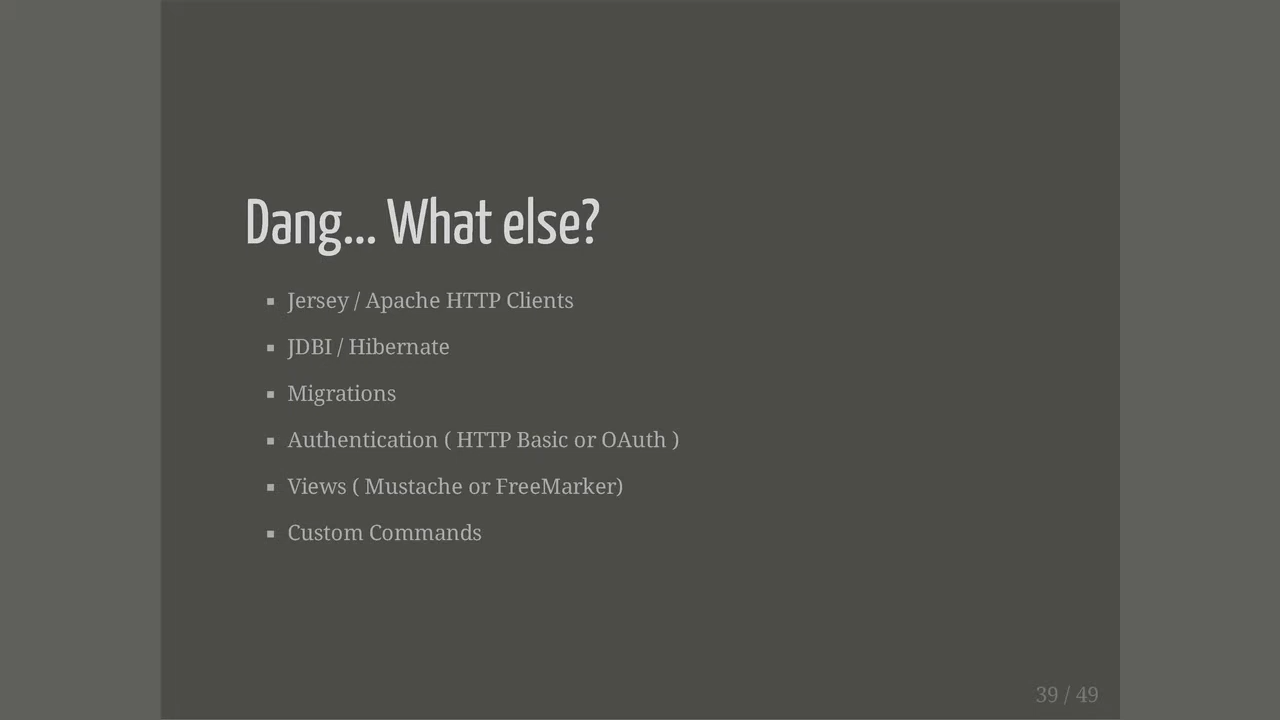 Dang... What else?
Jersey / Apache HTTP Clients
JDBI / Hibernate
Migrations
Authentication ( HTTP Basic or OAuth )
Views ( Mustache or FreeMarker)
Custom Commands
39 / 49